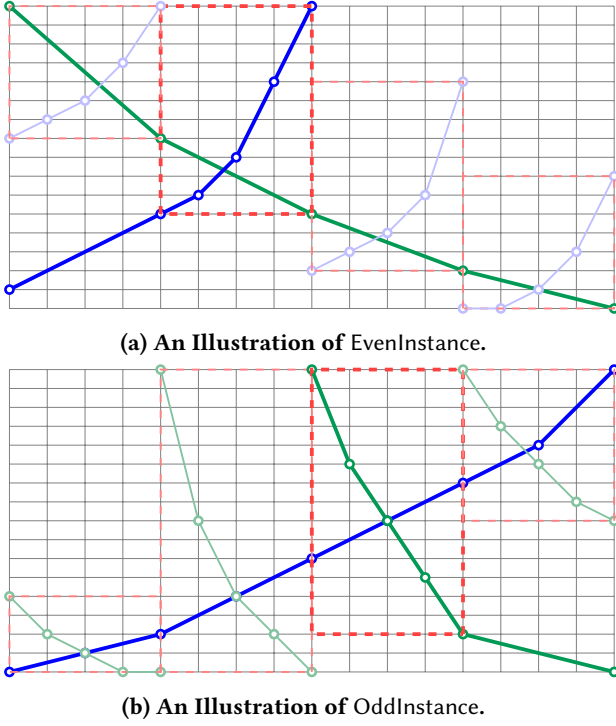 (a) An Illustration of EvenInstance.
(b) An Illustration of OddInstance.